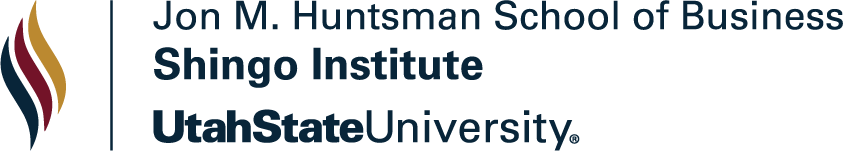 Jon M. Huntsman School of Business
Shingo Institute
UtahStateUniversity®